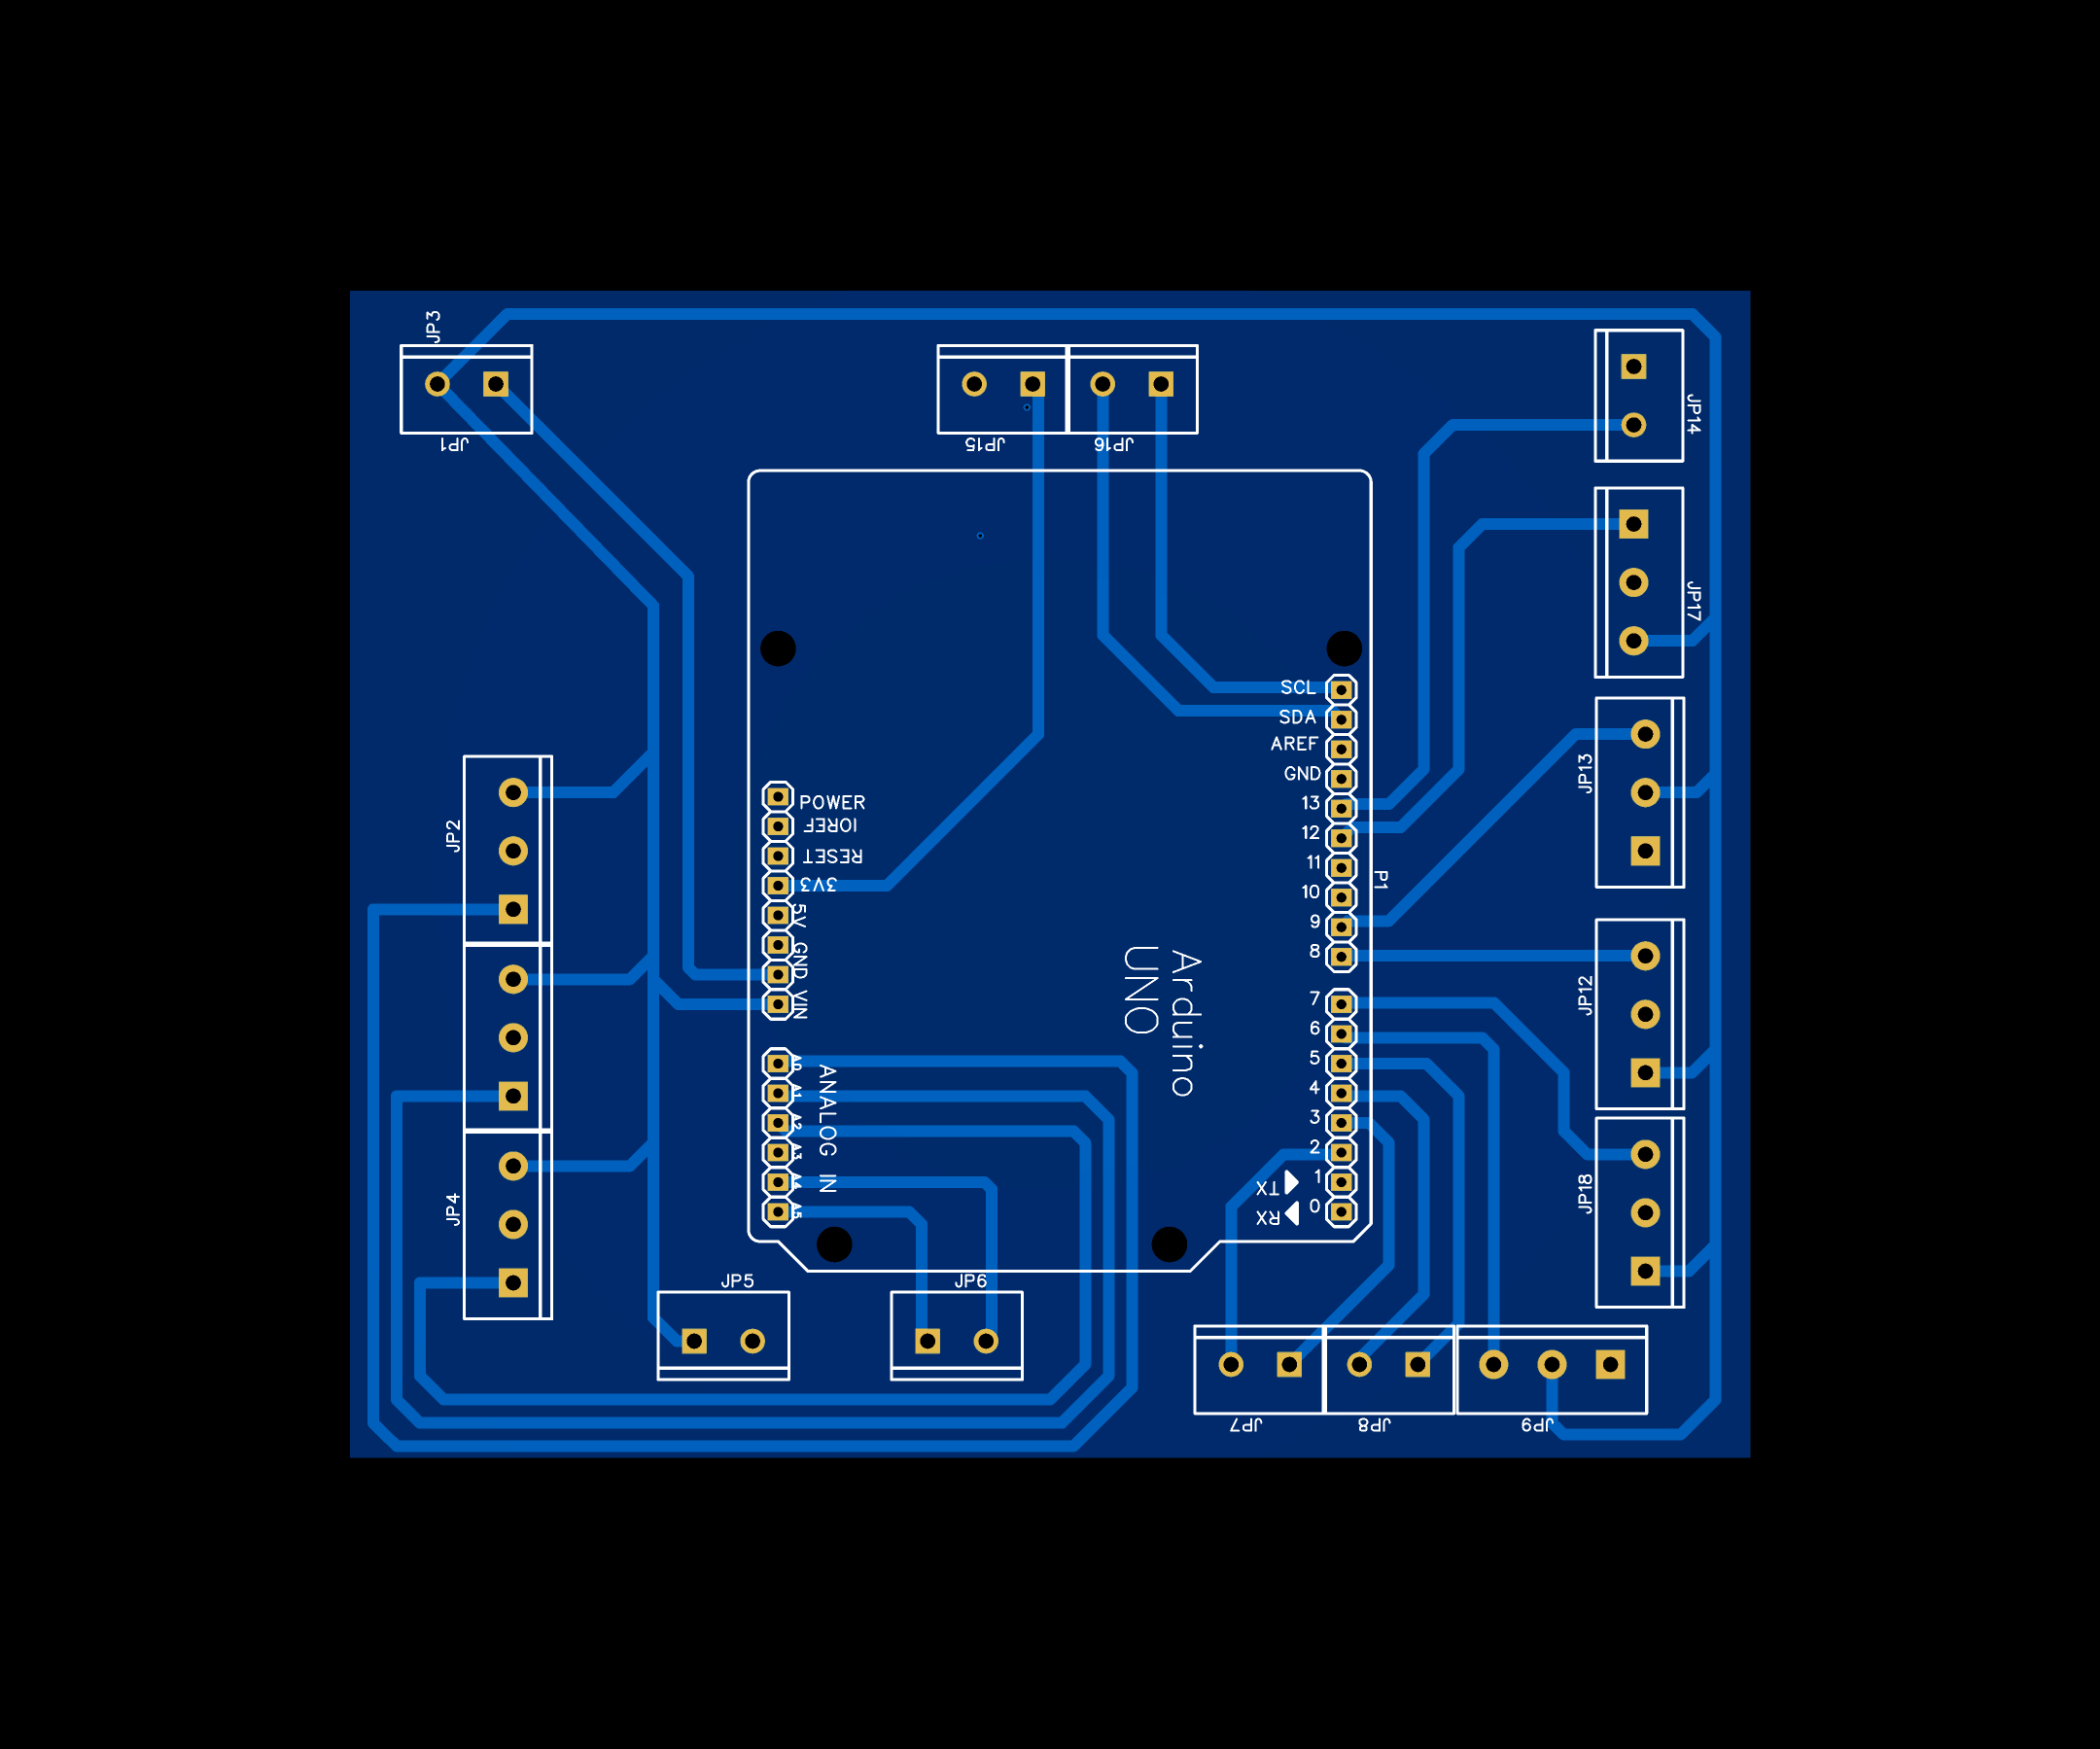 JP3
JP1
JP15
JP16
JP14
JP17
SCL
SDA
AREF
GND
13
12
11
10
9
8
P1
POWER
IOREF
RESET
3V3
5V
GND
VIN
JP2
JP13
JP12
Arduino
UNO
7
6
5
4
3
2
1
0
TX
RX
A0
A1
A2
A3
A4
A5
ANALOG IN
JP4
JP18
JP5
JP6
JP7
JP8
JP9